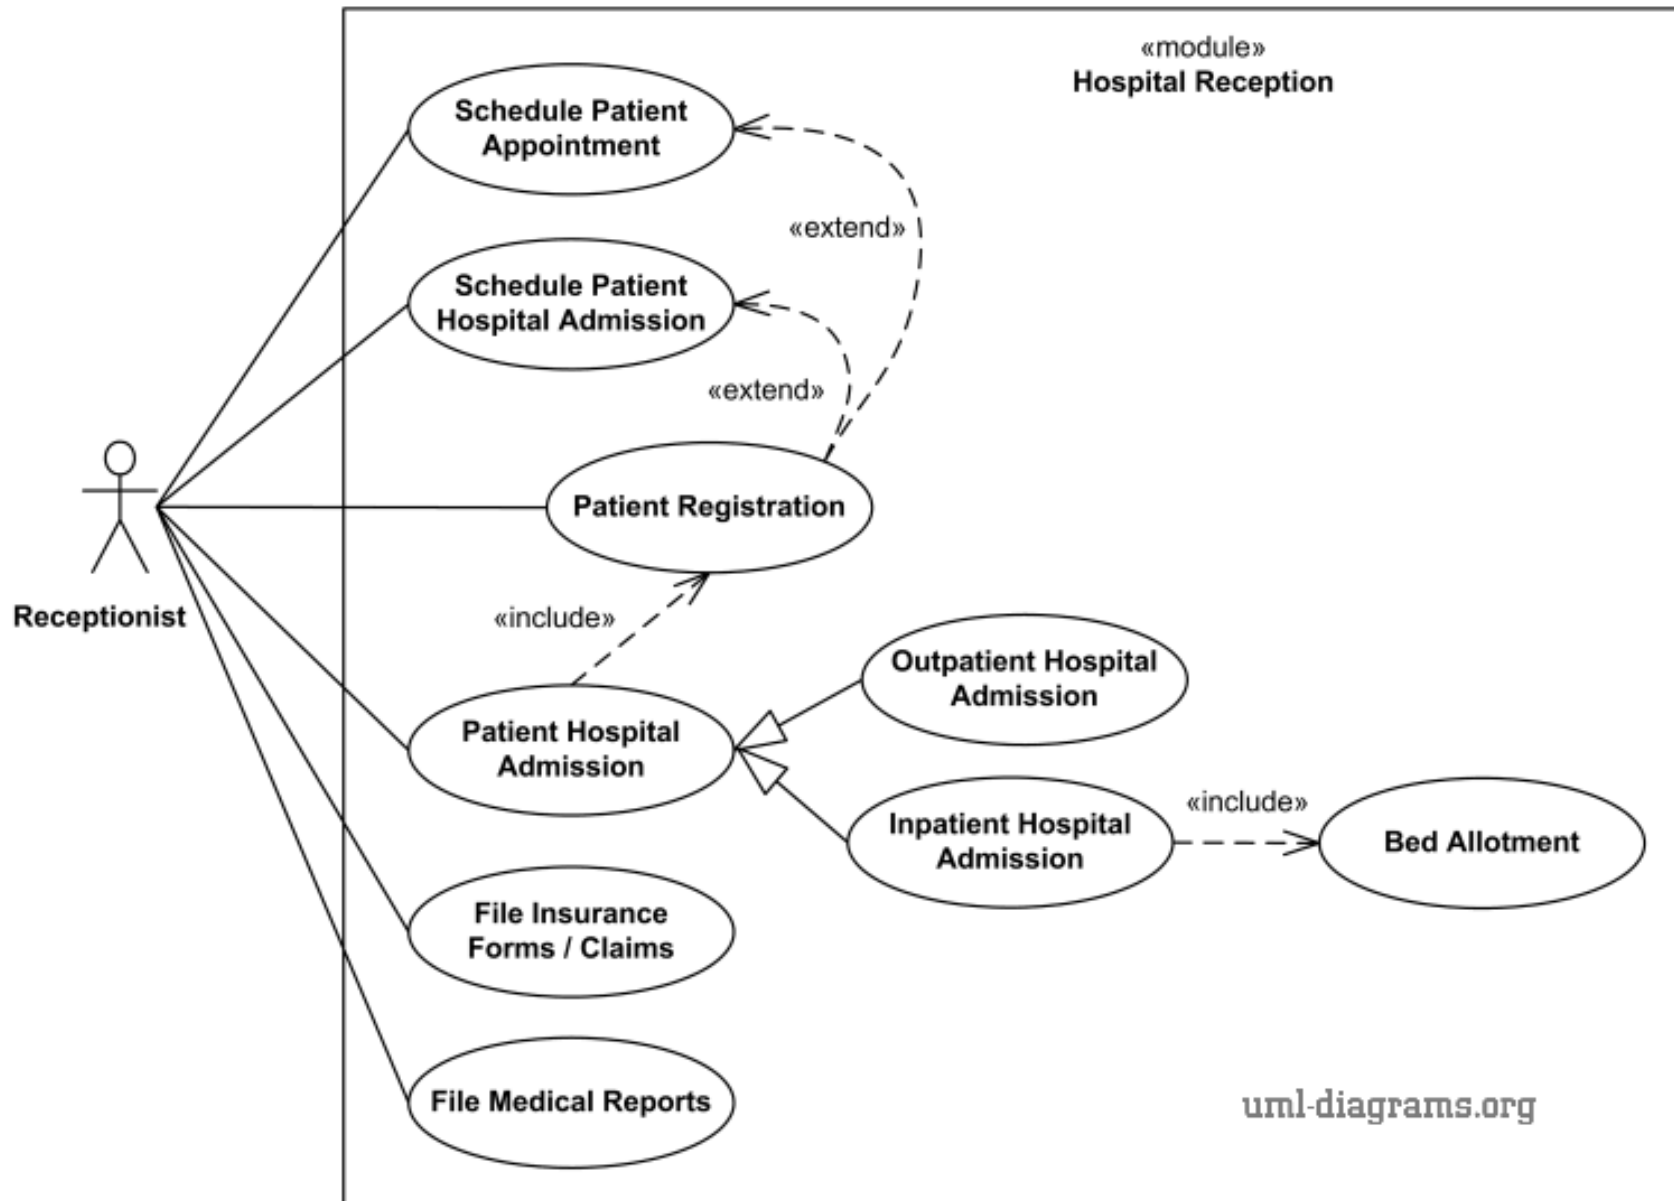 «module»
Hospital Reception
Schedule Patient
Appointment
«extend»
Schedule Patient
Hospital Admission
«extend»
Patient Registration
Receptionist
«include»
Outpatient Hospital
Admission
Patient Hospital
Admission
«include»
Inpatient Hospital
Admission
Bed Allotment
File Insurance
Forms / Claims
File Medical Reports
uml-diagrams.org